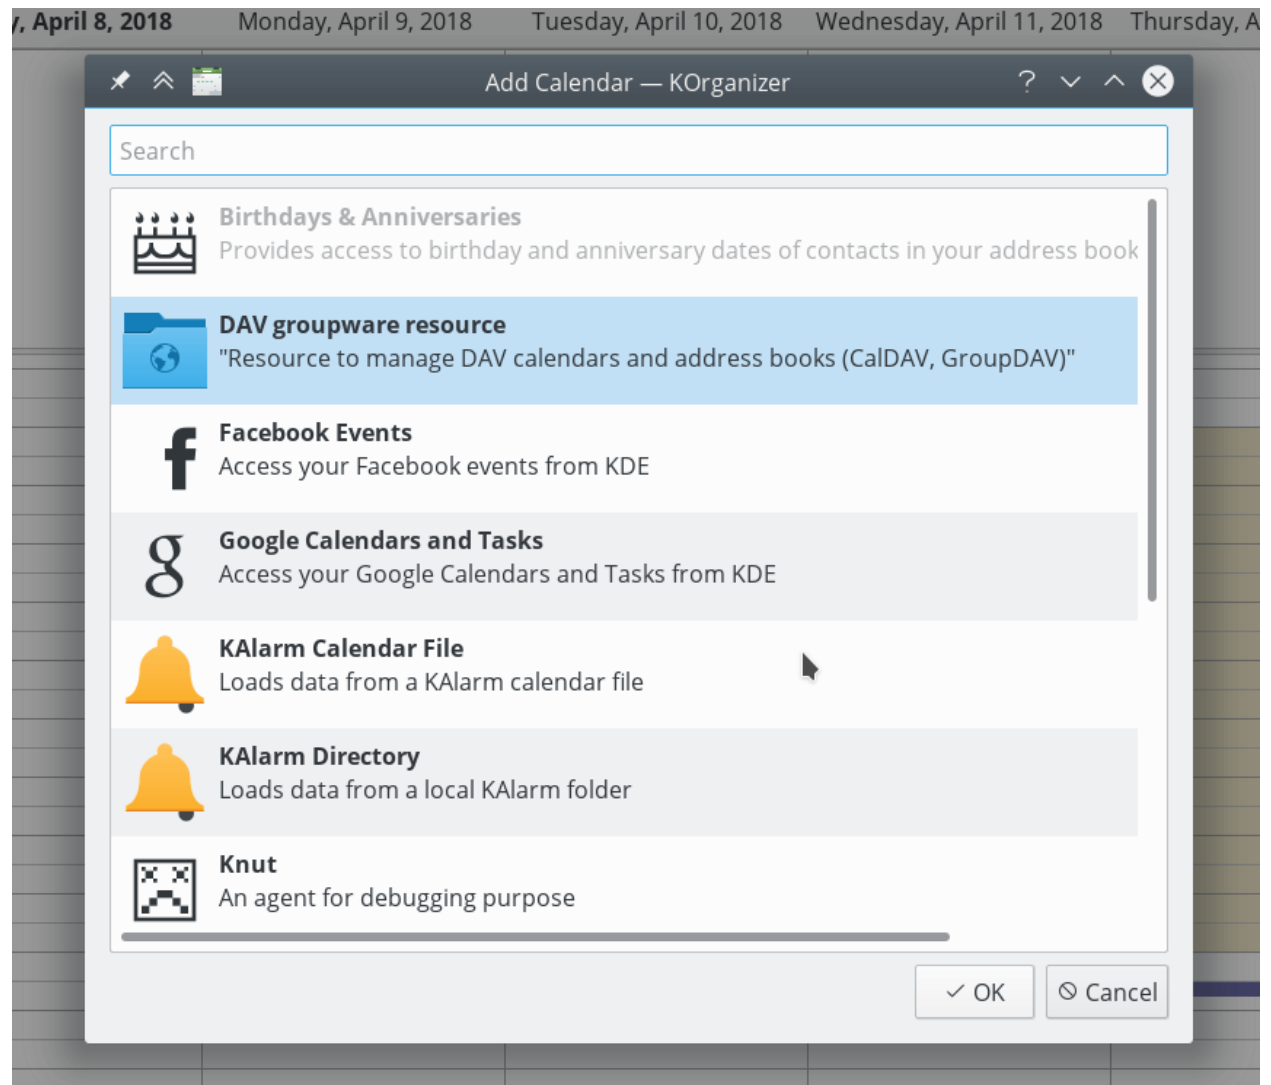 , April 8, 2018 Monday, April 9, 2018 Tuesday, April 10, 2018 Wednesday, April 11, 2018 Thursday, A
Add Calendar — KOrganizer
Search
Birthdays & Anniversaries
Provides access to birthday and anniversary dates of contacts in your address book
DAV groupware resource
"Resource to manage DAV calendars and address books (CalDAV, GroupDAV)"
Facebook Events
Access your Facebook events from KDE
Google Calendars and Tasks
Access your Google Calendars and Tasks from KDE
KAlarm Calendar File
Loads data from a KAlarm calendar file
KAlarm Directory
Loads data from a local KAlarm folder
Knut
An agent for debugging purpose
OK Cancel